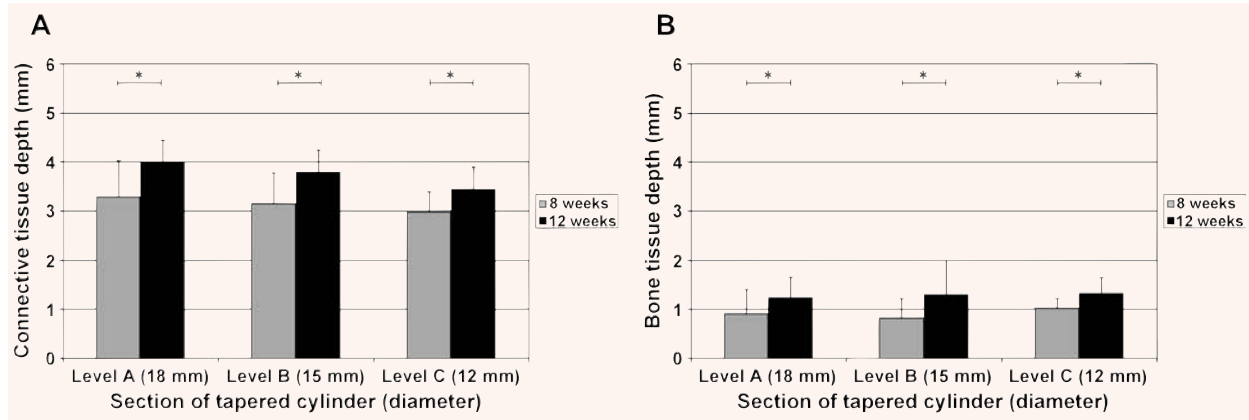 A
Connective tissue depth (mm)
6
5
4
3
2
1
0
*
*
*
Level A (18 mm)
Level B (15 mm)
Level C (12 mm)
Section of tapered cylinder (diameter)
8 weeks
12 weeks
B
Bone tissue depth (mm)
6
5
4
3
2
1
0
*
*
*
Level A (18 mm)
Level B (15 mm)
Level C (12 mm)
Section of tapered cylinder (diameter)
8 weeks
12 weeks